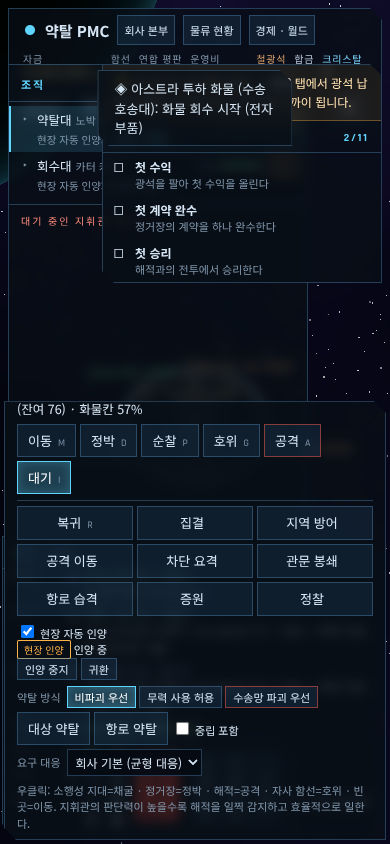 약탈 PMC 회사 본부 물류 현황 경제 · 월드
자금 함선 연합 평판 운영비 철광석 합금 크리스탈
조직
◈ 아스트라 투하 화물 (수송
호송대): 화물 회수 시작 (전자
부품)
탭에서 광석 납
까이 됩니다.
약탈대 노박
현장 자동 인양
2/11
회수대 카터
현장 자동 인양
대기 중인 지휘관
첫 수익
광석을 팔아 첫 수익을 올린다
첫 계약 완수
정거장의 계약을 하나 완수한다
첫 승리
해적과의 전투에서 승리한다
(잔여 76) · 화물칸 57%
이동 M 정박 D 순찰 P 호위 G 공격 A
대기 I
복귀 R 집결 지역 방어
공격 이동 차단 요격 관문 봉쇄
항로 습격 증원 정찰
현장 자동 인양
현장 인양 인양 중
인양 중지 귀환
약탈 방식 비파괴 우선 무력 사용 허용 수송망 파괴 우선
대상 약탈 항로 약탈 중립 포함
요구 대응 회사 기본 (균형 대응)
우클릭: 소행성 지대=채굴 · 정거장=정박 · 해적=공격 · 자사 함선=호위 · 빈
곳=이동. 지휘관의 판단력이 높을수록 해적을 일찍 감지하고 효율적으로 일한
다.